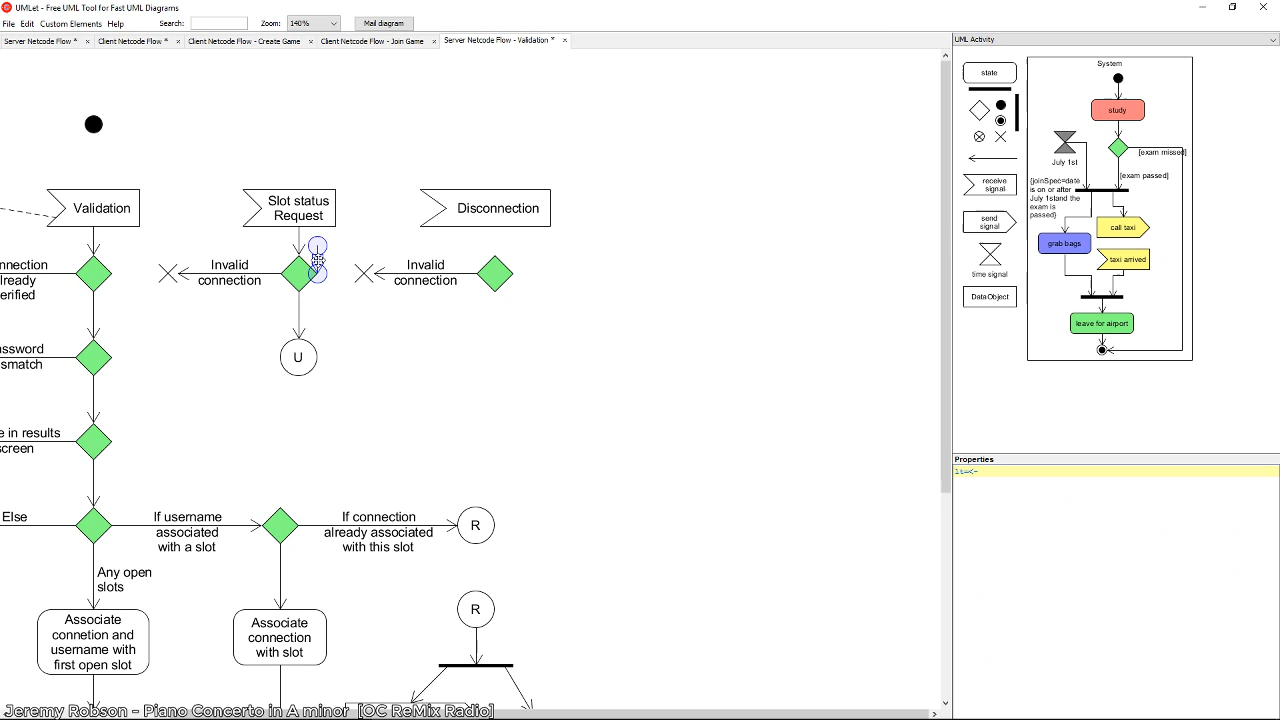 UMLet - Free UML Tool for Fast UML Diagrams
File Edit Custom Elements Help
Search:
Zoom: 140%
Mail diagram
Server Netcode Flow *
Client Netcode Flow *
Client Netcode Flow - Create Game
Client Netcode Flow - Join Game
Server Netcode Flow - Validation *
UML Activity
Validation
Slot status
Request
Disconnection
nnection
lready
erified
Invalid
connection
Invalid
connection
U
assword
smatch
e in results
screen
Else
If username
associated
with a slot
If connection
already associated
with this slot
R
Any open
slots
Associate
connetion and
username with
first open slot
Associate
connection
with slot
R
state
receive
signal
send
signal
time signal
DataObject
System
study
July 1st
[exam missed]
[exam passed]
{joinSpec=date
is on or after
July 1stand the
exam is
passed}
call taxi
grab bags
taxi arrived
leave for airport
Properties
lt=<-
Jeremy Robson - Piano Concerto in A minor [OC ReMix Radio]